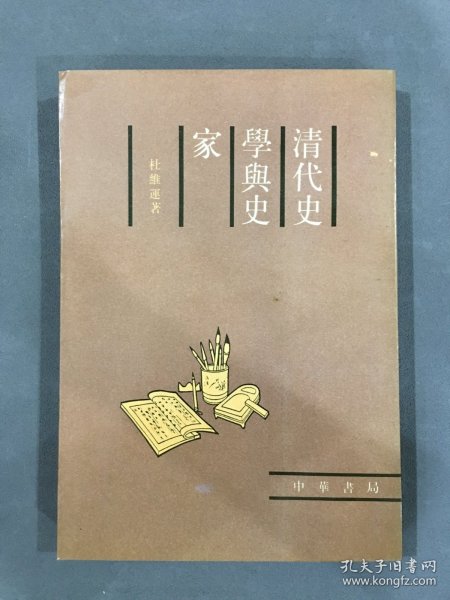 清代史
學與史
家
杜維運著
中華書局
孔夫子旧书网
www.kongfz.com